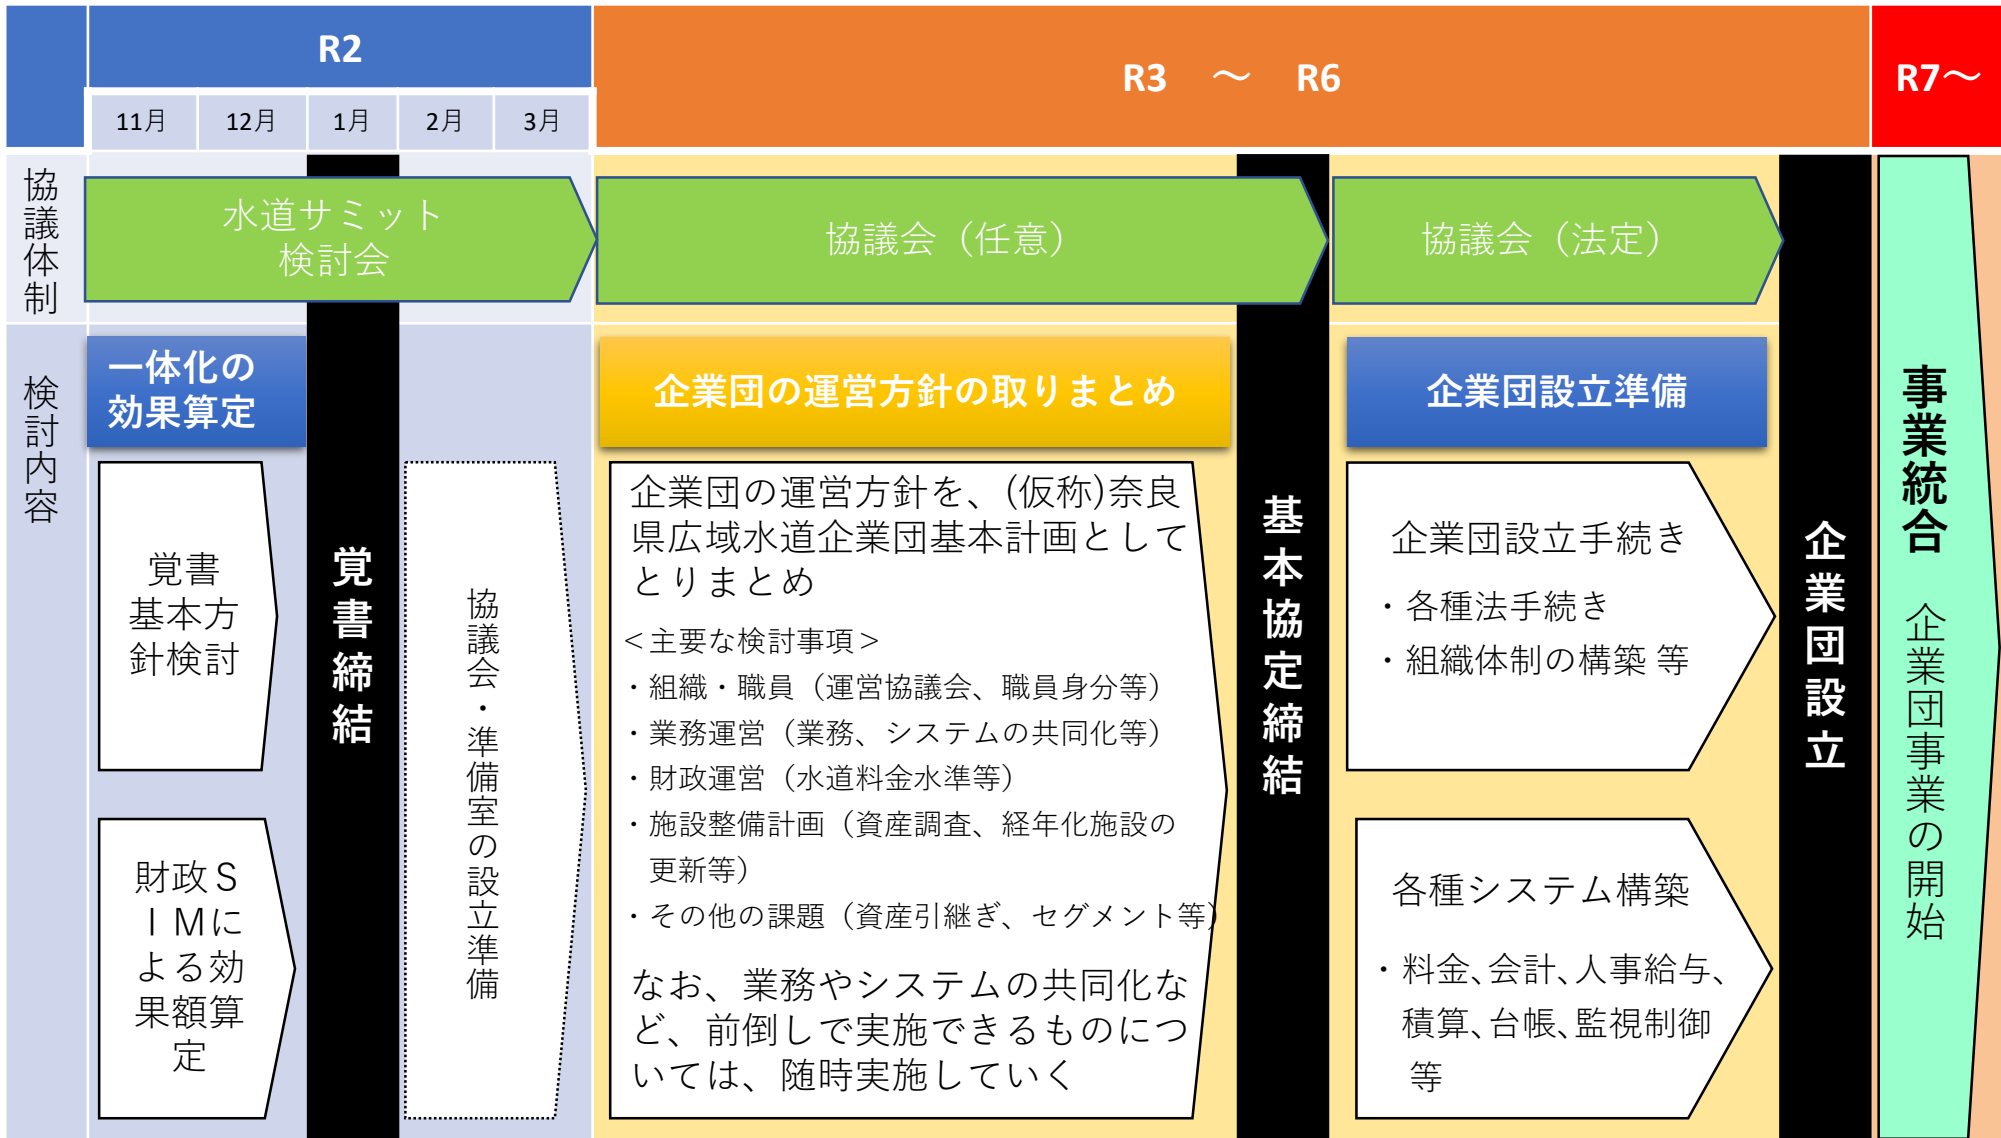 R2
R3 ～ R6
R7～
11月
12月
1月
2月
3月
協議体制
水道サミット
検討会
協議会（任意）
協議会（法定）
検討内容
一体化の
効果算定
覚書
基本方
針検討
財政Ｓ
ＩＭに
よる効
果額算
定
覚書締結
協議会・準備室の設立準備
企業団の運営方針の取りまとめ
企業団の運営方針を、(仮称)奈良
県広域水道企業団基本計画として
とりまとめ
＜主要な検討事項＞
・組織・職員（運営協議会、職員身分等）
・業務運営（業務、システムの共同化等）
・財政運営（水道料金水準等）
・施設整備計画（資産調査、経年化施設の
更新等）
・その他の課題（資産引継ぎ、セグメント等）
なお、業務やシステムの共同化な
ど、前倒しで実施できるものにつ
いては、随時実施していく
基本協定締結
企業団設立準備
企業団設立手続き
・各種法手続き
・組織体制の構築 等
各種システム構築
・料金、会計、人事給与、
積算、台帳、監視制御
等
企業団設立
事業統合 企業団事業の開始